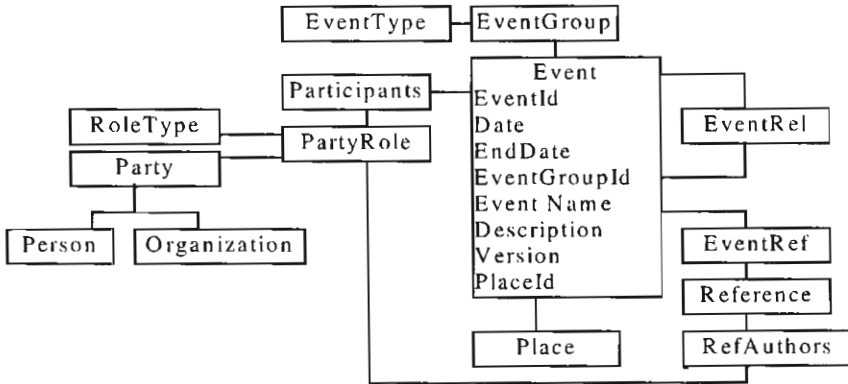 EventType
EventGroup
Event
EventId
Date
EndDate
EventGroupId
Event Name
Description
Version
PlaceId
Participants
RoleType
PartyRole
Party
Person
Organization
EventRel
EventRef
Reference
Place
RefAuthors